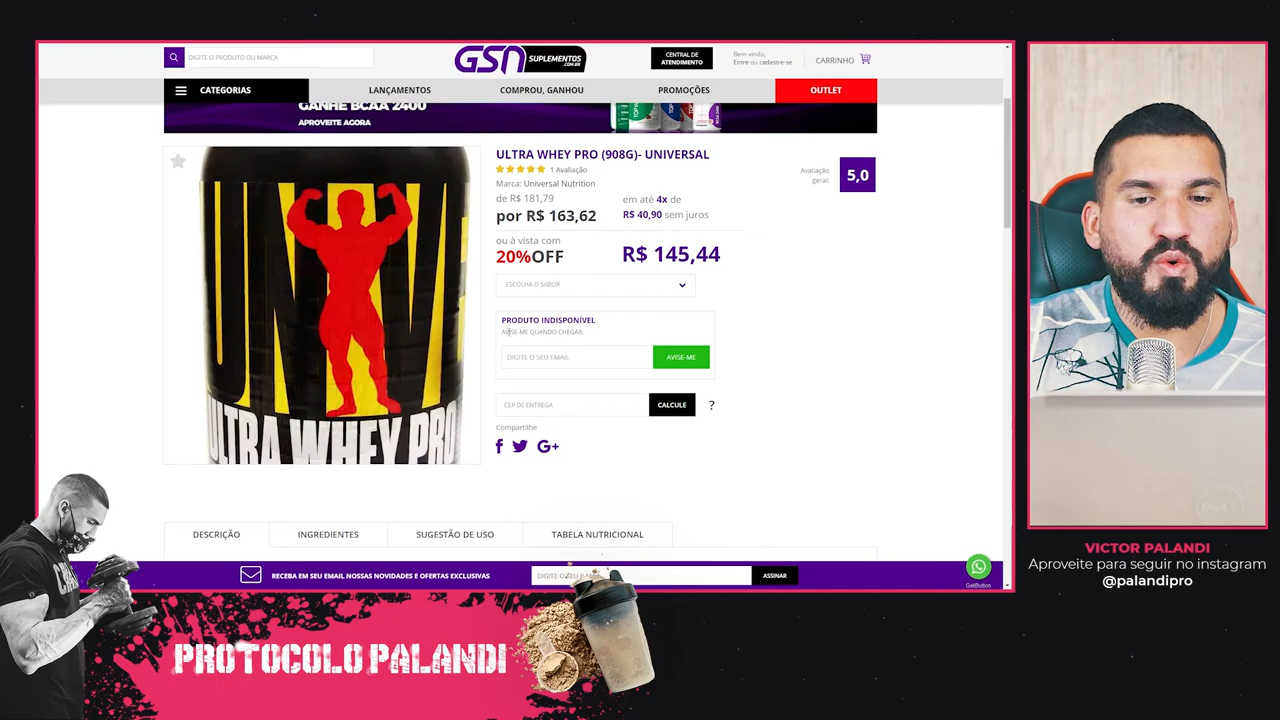 DIGITE O PRODUTO OU MARCA
GSN SUPLEMENTOS .COM.BR
CENTRAL DE
ATENDIMENTO
Bem vindo,
Entre ou cadastre-se
CARRINHO
CATEGORIAS
LANÇAMENTOS
COMPROU, GANHOU
PROMOÇÕES
OUTLET
GANHE BCAA 2400
APROVEITE AGORA
ULTRA WHEY PRO (908G)- UNIVERSAL
1 Avaliação
Marca: Universal Nutrition
de R$ 181,79
por R$ 163,62
em até 4x de
R$ 40,90 sem juros
Avaliação
geral:
5,0
ou à vista com
20%OFF
R$ 145,44
ESCOLHA O SABOR
PRODUTO INDISPONÍVEL
AVISE-ME QUANDO CHEGAR:
DIGITE O SEU EMAIL
AVISE-ME
CEP DE ENTREGA
CALCULE
?
Compartilhe
f
G+
UNIVE
ULTRA WHEY PRO
DESCRIÇÃO
INGREDIENTES
SUGESTÃO DE USO
TABELA NUTRICIONAL
RECEBA EM SEU EMAIL NOSSAS NOVIDADES E OFERTAS EXCLUSIVAS
ASSINAR
GetButton
VICTOR PALANDI
Aproveite para seguir no instagram
@palandipro
PROTOCOLO PALANDI